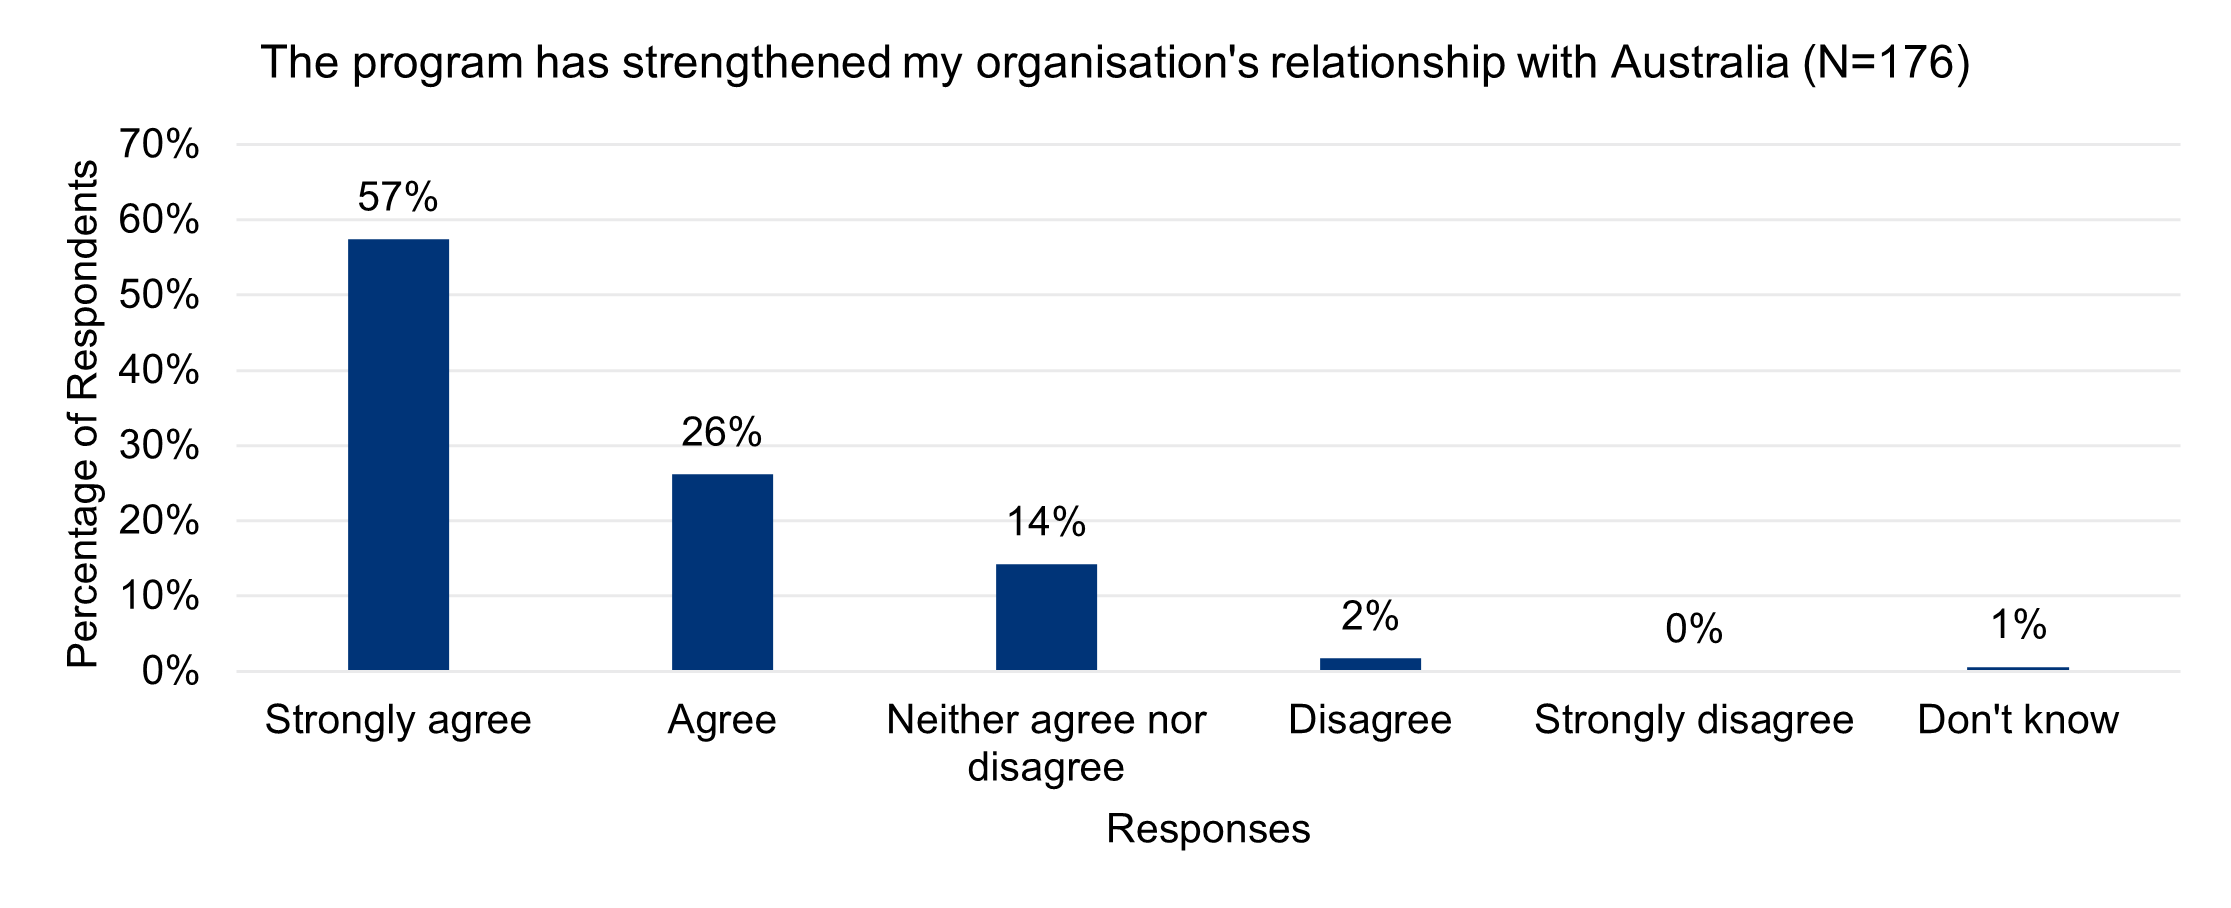 The program has strengthened my organisation's relationship with Australia (N=176)
Percentage of Respondents
70%
60%
50%
40%
30%
20%
10%
0%
57%
26%
14%
2%
0%
1%
Strongly agree
Agree
Neither agree nor
disagree
Disagree
Strongly disagree
Don't know
Responses